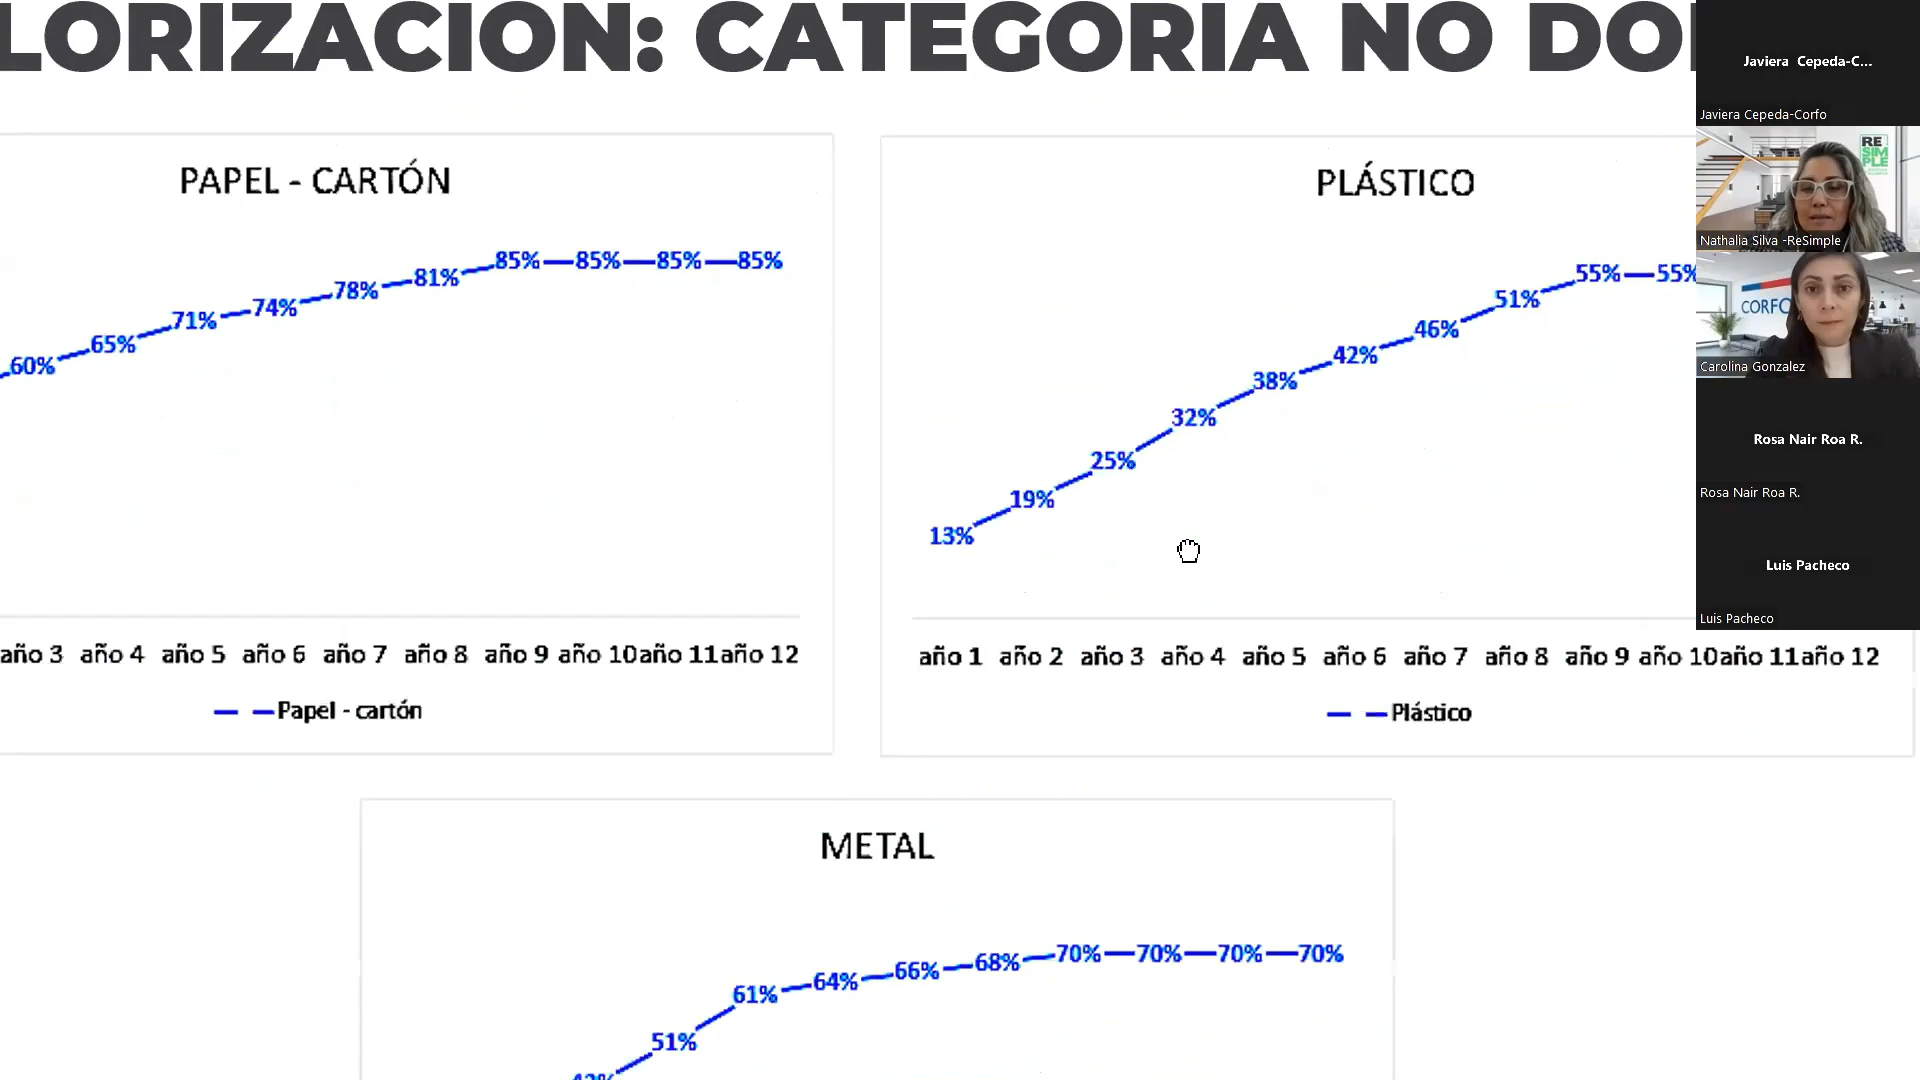 LORIZACION: CATEGORIA NO DO
PAPEL - CARTÓN
60% 65% 71% 74% 78% 81% 85% 85% 85% 85%
año 3 año 4 año 5 año 6 año 7 año 8 año 9 año 10 año 11 año 12
Papel - cartón
PLÁSTICO
13% 19% 25% 32% 38% 42% 46% 51% 55% 55%
año 1 año 2 año 3 año 4 año 5 año 6 año 7 año 8 año 9 año 10 año 11 año 12
Plástico
METAL
51% 61% 64% 66% 68% 70% 70% 70% 70%
Javiera Cepeda-C...
Javiera Cepeda-Corfo
RE
SIM
PLE
Nathalia Silva -ReSimple
CORFO
Carolina Gonzalez
Rosa Nair Roa R.
Rosa Nair Roa R.
Luis Pacheco
Luis Pacheco